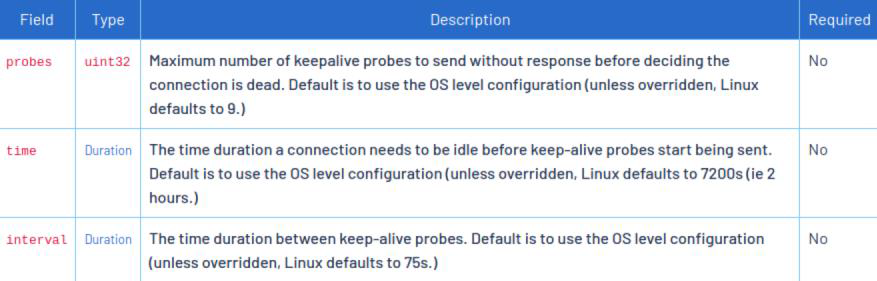 Field Type Description Required
probes uint32 Maximum number of keepalive probes to send without response before deciding the No
connection is dead. Default is to use the OS level configuration (unless overridden, Linux
defaults to 9.)
time Duration The time duration a connection needs to be idle before keep-alive probes start being sent. No
Default is to use the OS level configuration (unless overridden, Linux defaults to 7200s (ie 2
hours.)
interval Duration The time duration between keep-alive probes. Default is to use the OS level configuration No
(unless overridden, Linux defaults to 75s.)